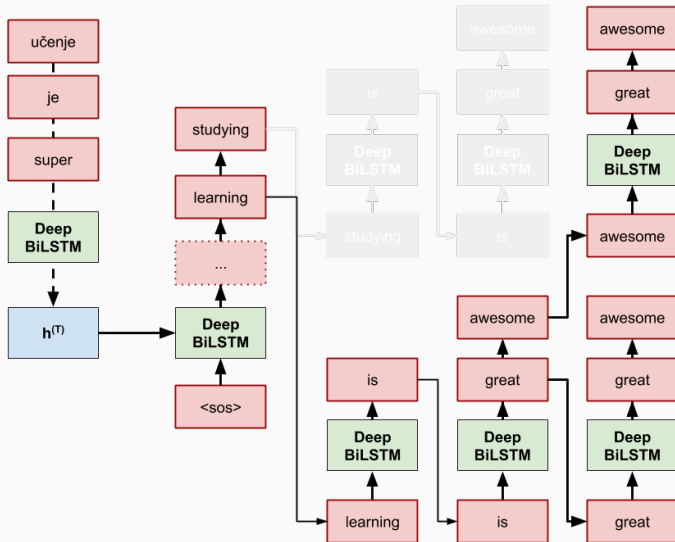 učenje
je
super
Deep
BiLSTM
h(T)
studying
learning
...
Deep
BiLSTM
<sos>
is
Deep
BiLSTM
studying
awesome
great
Deep
BiLSTM
is
awesome
great
Deep
BiLSTM
awesome
is
Deep
BiLSTM
learning
awesome
great
Deep
BiLSTM
is
awesome
great
Deep
BiLSTM
great